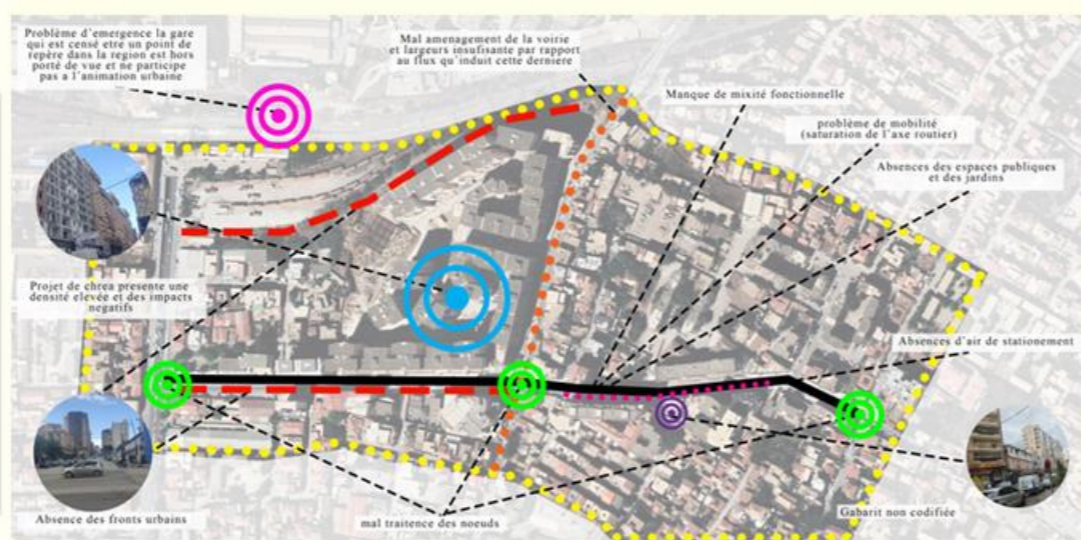 Problème d'emergence la gare
qui est censé etre un point de
repère dans la region est hors
porté de vue et ne participe
pas a l'animation urbaine
Mal amenagement de la voirie
et largeurs insufisante par rapport
au flux qu'induit cette derniere
Manque de mixité fonctionnelle
problème de mobilité
(saturation de l'axe routier)
Absences des espaces publiques
et des jardins
Projet de chrea presente une
densité elevée et des impacts
negatifs
Absences d'air de stationement
Absence des fronts urbains
mal traitence des noeuds
Gabarit non codifiée